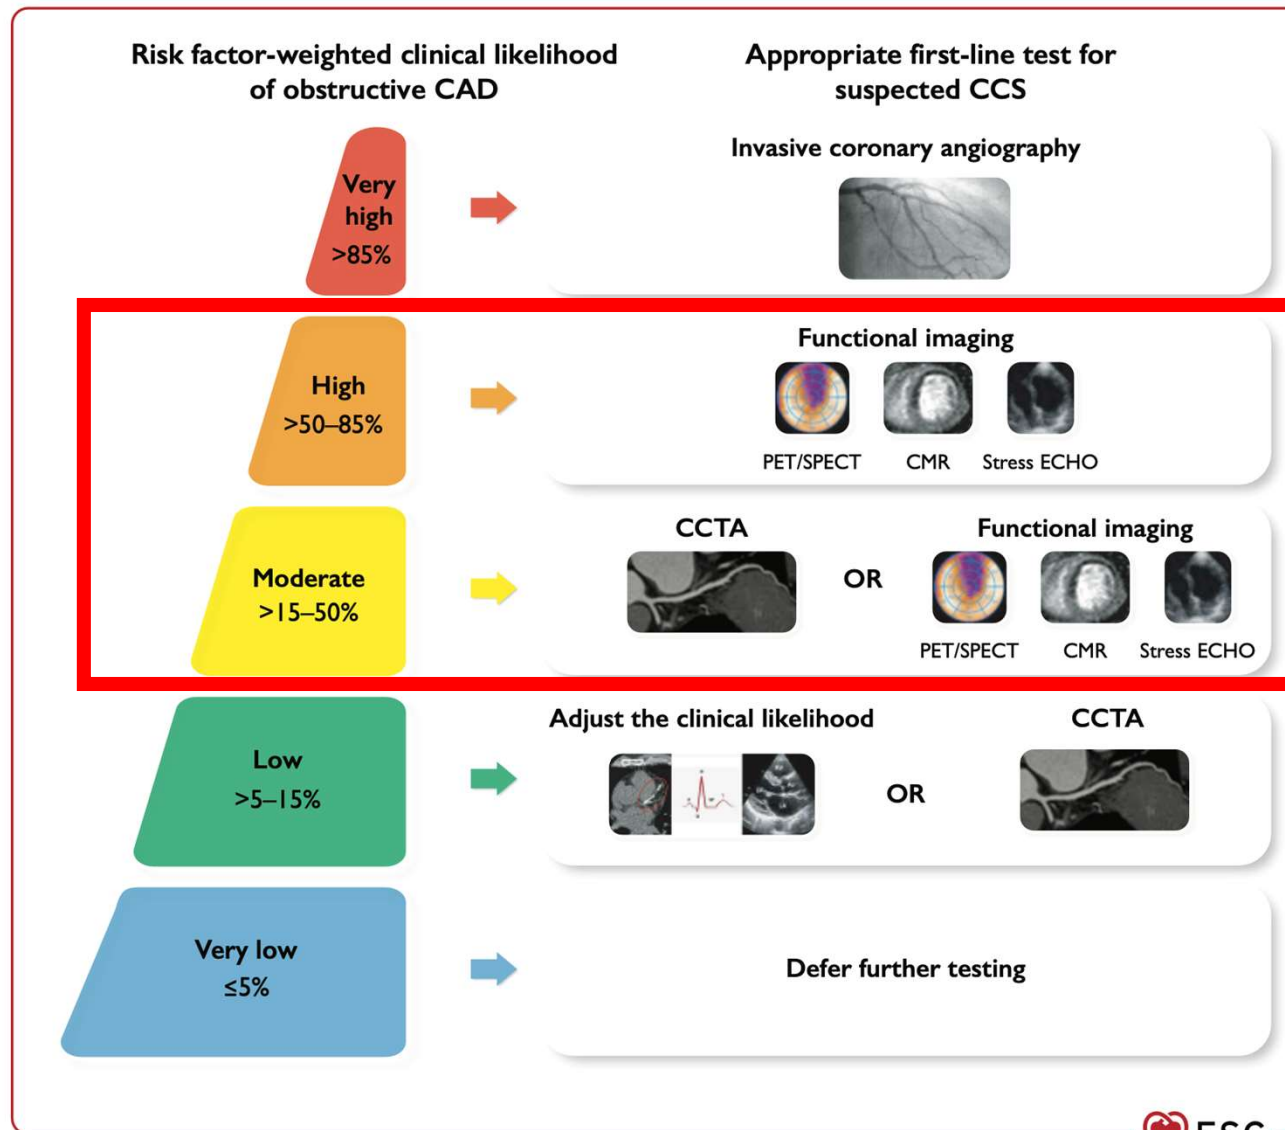 Risk factor-weighted clinical likelihood
of obstructive CAD
Appropriate first-line test for
suspected CCS
Very
high
>85%
Invasive coronary angiography
High
>50–85%
Functional imaging
PET/SPECT
CMR
Stress ECHO
Moderate
>15–50%
CCTA
OR
Functional imaging
PET/SPECT
CMR
Stress ECHO
Low
>5–15%
Adjust the clinical likelihood
OR
CCTA
Very low
≤5%
Defer further testing
ESC